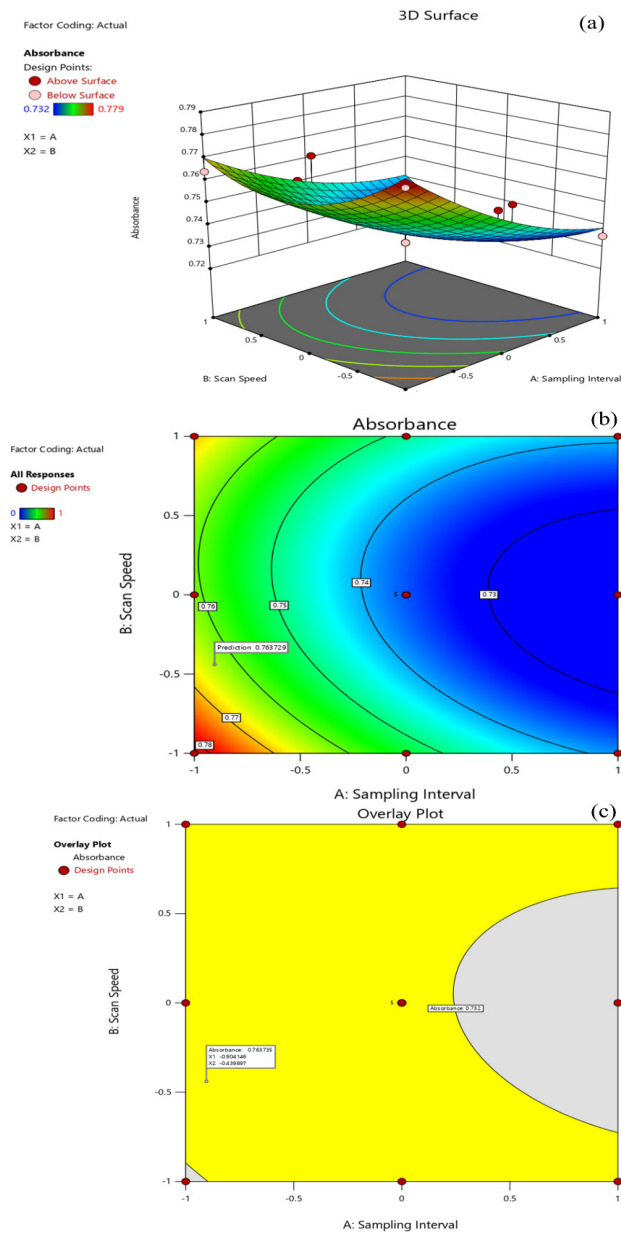 3D Surface
(a)
Factor Coding: Actual
Absorbance
Design Points:
Above Surface
Below Surface
0.732 0.779
X1 = A
X2 = B
Absorbance
0.79
0.78
0.77
0.76
0.75
0.74
0.73
0.72
1
0.5
0
-0.5
-1
B: Scan Speed
1
0.5
0
-0.5
A: Sampling Interval
(b)
Absorbance
Factor Coding: Actual
All Responses
Design Points
0 1
X1 = A
X2 = B
B: Scan Speed
1
0.5
0
-0.5
-1
0.76
0.75
0.74
0.73
5
Prediction 0.763729
0.77
0.78
-1 -0.5 0 0.5 1
A: Sampling Interval
Overlay Plot
(c)
Factor Coding: Actual
Overlay Plot
Absorbance
Design Points
X1 = A
X2 = B
B: Scan Speed
1
0.5
0
-0.5
-1
5
Absorbance: 0.732
Absorbance: 0.763735
X1 -0.904146
X2 -0.439897
-1 -0.5 0 0.5 1
A: Sampling Interval